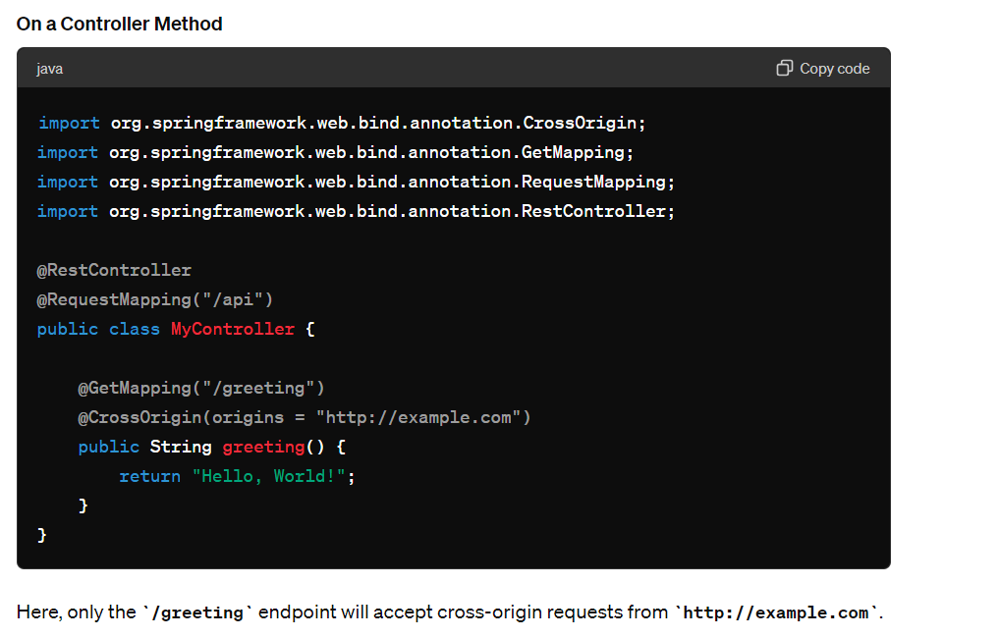 On a Controller Method
java
Copy code
import org.springframework.web.bind.annotation.CrossOrigin;
import org.springframework.web.bind.annotation.GetMapping;
import org.springframework.web.bind.annotation.RequestMapping;
import org.springframework.web.bind.annotation.RestController;
@RestController
@RequestMapping("/api")
public class MyController {
@GetMapping("/greeting")
@CrossOrigin(origins = "http://example.com")
public String greeting() {
return "Hello, World!";
}
}
Here, only the `/greeting` endpoint will accept cross-origin requests from `http://example.com`.